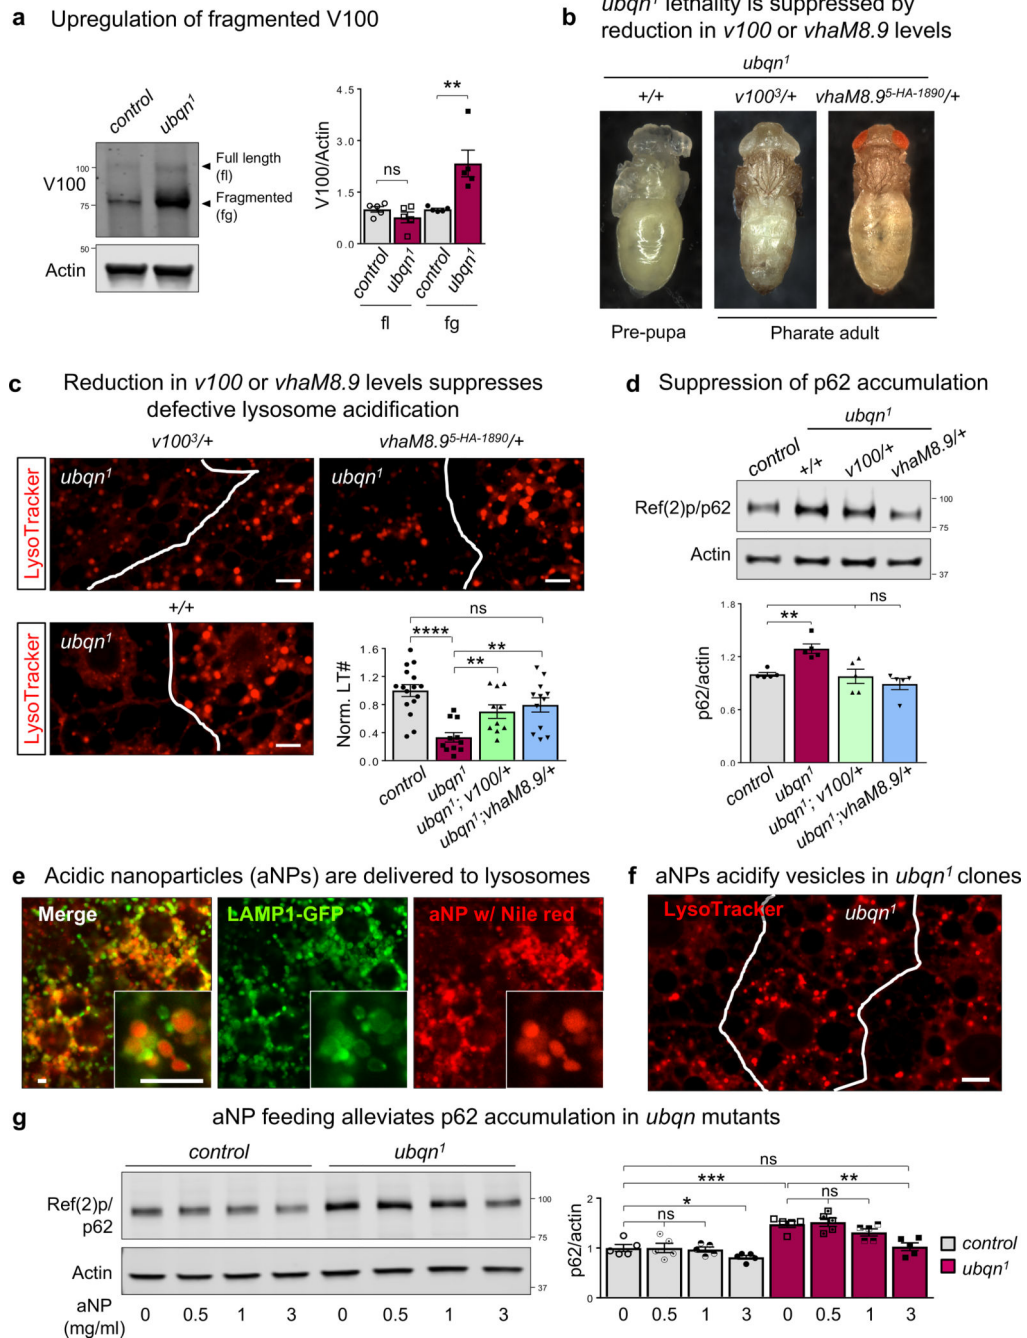 a Upregulation of fragmented V100
control
ubqn¹
V100
100
75
Full length
(fl)
Fragmented
(fg)
50
Actin
V100/Actin
4.5
3.0
1.5
0.0
ns
**
control
ubqn¹
control
ubqn¹
fl
fg
b ubqn¹ lethality is suppressed by
reduction in v100 or vhaM8.9 levels
ubqn¹
+/+
v100³/+
vhaM8.9⁵⁻ᴴᴬ⁻¹⁸⁹⁰/+
Pre-pupa
Pharate adult
c Reduction in v100 or vhaM8.9 levels suppresses
defective lysosome acidification
v100³/+
vhaM8.9⁵⁻ᴴᴬ⁻¹⁸⁹⁰/+
LysoTracker
ubqn¹
ubqn¹
+/+
LysoTracker
ubqn¹
Norm. LT#
1.6
1.2
0.8
0.4
0.0
ns
****
**
**
control
ubqn¹
ubqn¹; v100/+
ubqn¹;vhaM8.9/+
d Suppression of p62 accumulation
ubqn¹
control
+/+
v100/+
vhaM8.9/+
Ref(2)p/p62
100
75
Actin
37
p62/actin
1.8
1.2
0.6
0.0
**
ns
control
ubqn¹
ubqn¹; v100/+
ubqn¹;vhaM8.9/+
e Acidic nanoparticles (aNPs) are delivered to lysosomes
Merge
LAMP1-GFP
aNP w/ Nile red
f aNPs acidify vesicles in ubqn¹ clones
LysoTracker
ubqn¹
g aNP feeding alleviates p62 accumulation in ubqn mutants
control
ubqn¹
Ref(2)p/
p62
100
75
Actin
37
aNP
(mg/ml)
0 0.5 1 3 0 0.5 1 3
p62/actin
2
1
0
ns
***
**
*
ns
ns
0 0.5 1 3 0 0.5 1 3
control
ubqn¹